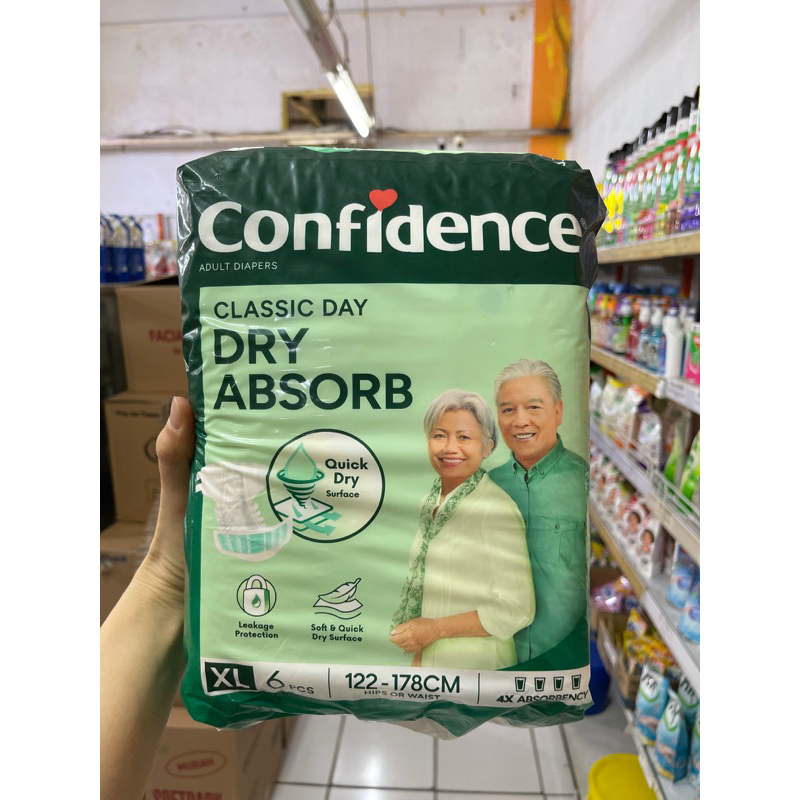 Confidence
ADULT DIAPERS
CLASSIC DAY
DRY
ABSORB
Quick
Dry
Surface
Leakage
Protection
Soft & Quick
Dry Surface
XL 6 PCS 122-178CM
HIPS OR WAIST
4X ABSORBENCY
FACIA